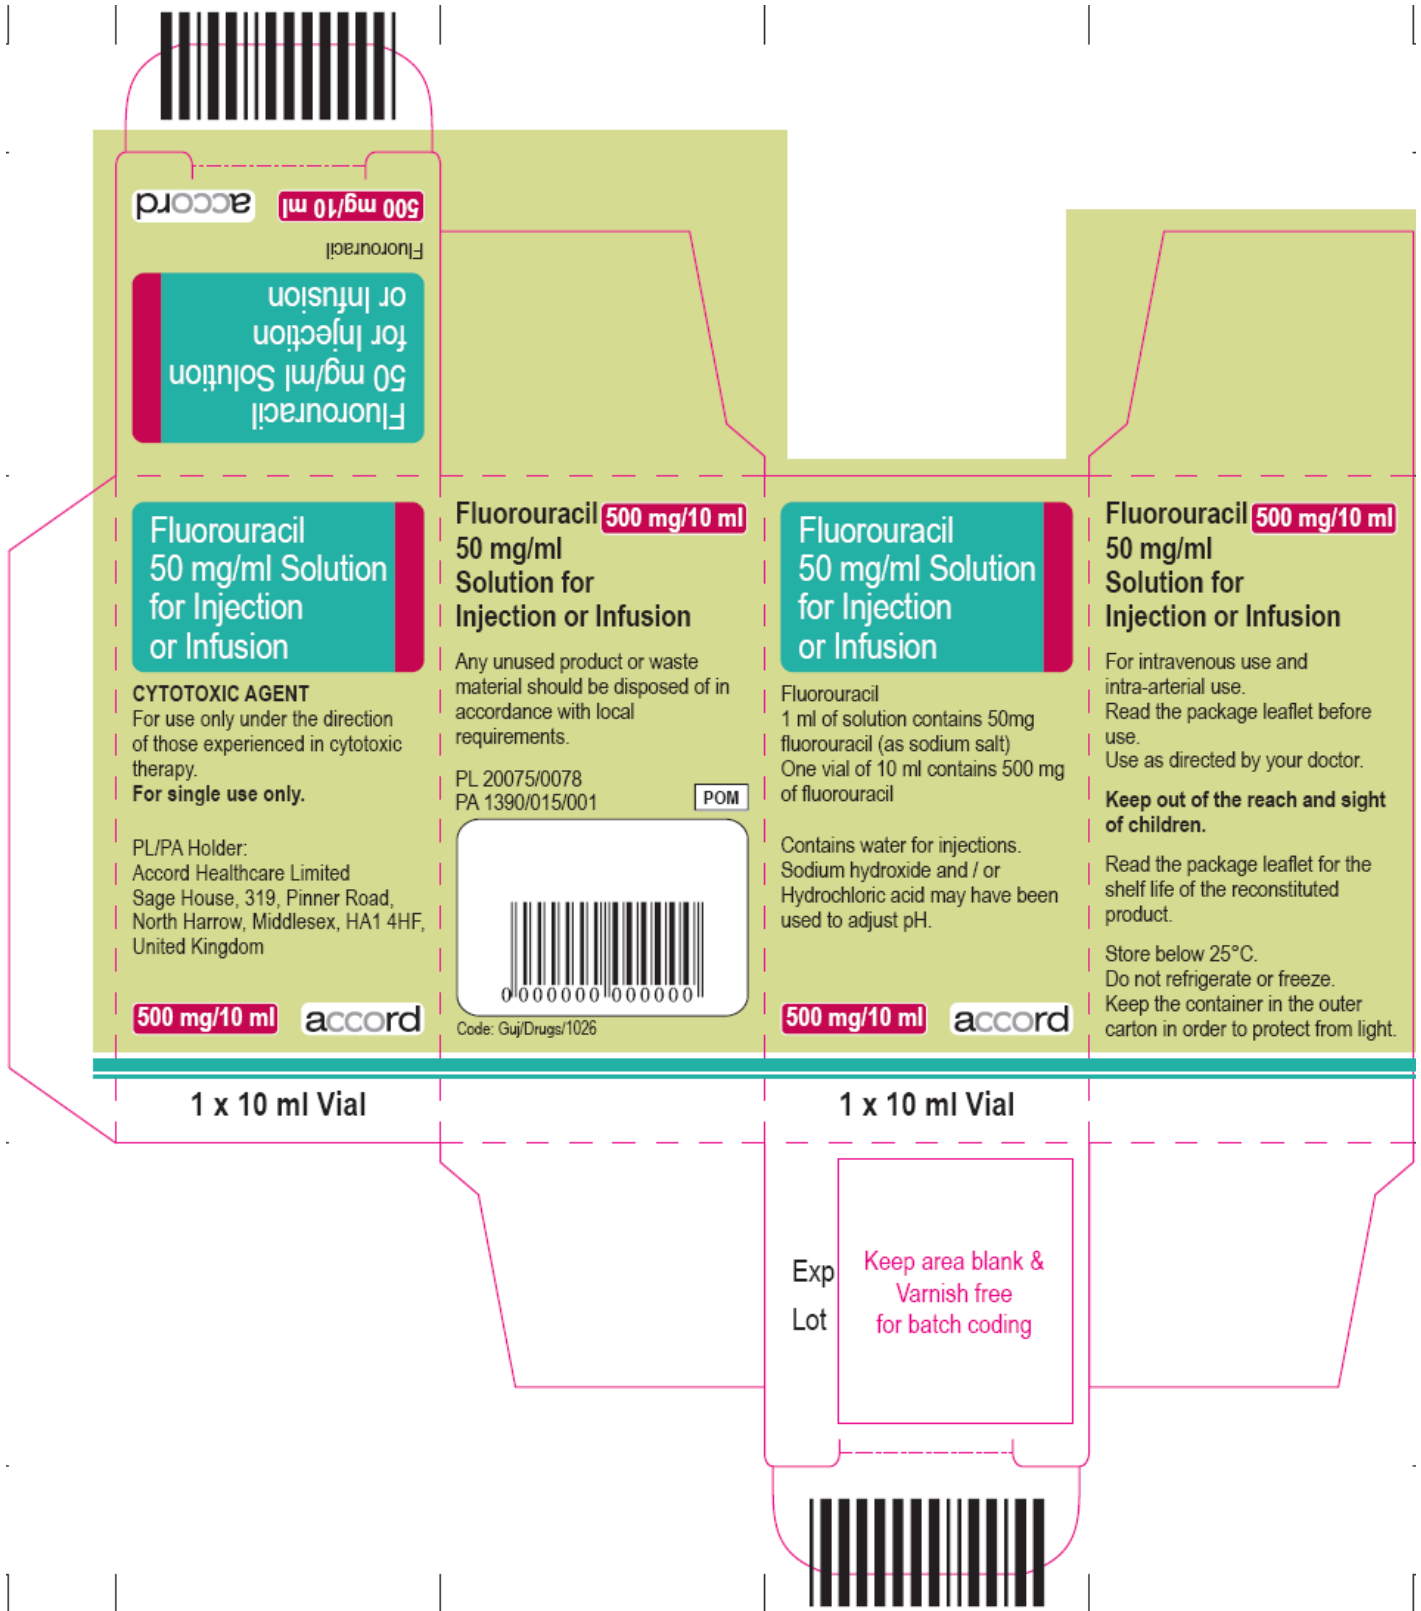 accord
500 mg/10 ml
Fluorouracil
Fluorouracil
50 mg/ml Solution
for Injection
or Infusion
Fluorouracil
50 mg/ml Solution
for Injection
or Infusion
CYTOTOXIC AGENT
For use only under the direction
of those experienced in cytotoxic
therapy.
For single use only.
PL/PA Holder:
Accord Healthcare Limited
Sage House, 319, Pinner Road,
North Harrow, Middlesex, HA1 4HF,
United Kingdom
500 mg/10 ml
accord
1 x 10 ml Vial
Fluorouracil 500 mg/10 ml
50 mg/ml
Solution for
Injection or Infusion
Any unused product or waste
material should be disposed of in
accordance with local
requirements.
PL 20075/0078
PA 1390/015/001
POM
0 000000 000000
Code: Guj/Drugs/1026
Fluorouracil
50 mg/ml Solution
for Injection
or Infusion
Fluorouracil
1 ml of solution contains 50mg
fluorouracil (as sodium salt)
One vial of 10 ml contains 500 mg
of fluorouracil
Contains water for injections.
Sodium hydroxide and / or
Hydrochloric acid may have been
used to adjust pH.
500 mg/10 ml
accord
1 x 10 ml Vial
Fluorouracil 500 mg/10 ml
50 mg/ml
Solution for
Injection or Infusion
For intravenous use and
intra-arterial use.
Read the package leaflet before
use.
Use as directed by your doctor.
Keep out of the reach and sight
of children.
Read the package leaflet for the
shelf life of the reconstituted
product.
Store below 25°C.
Do not refrigerate or freeze.
Keep the container in the outer
carton in order to protect from light.
Exp
Lot
Keep area blank &
Varnish free
for batch coding